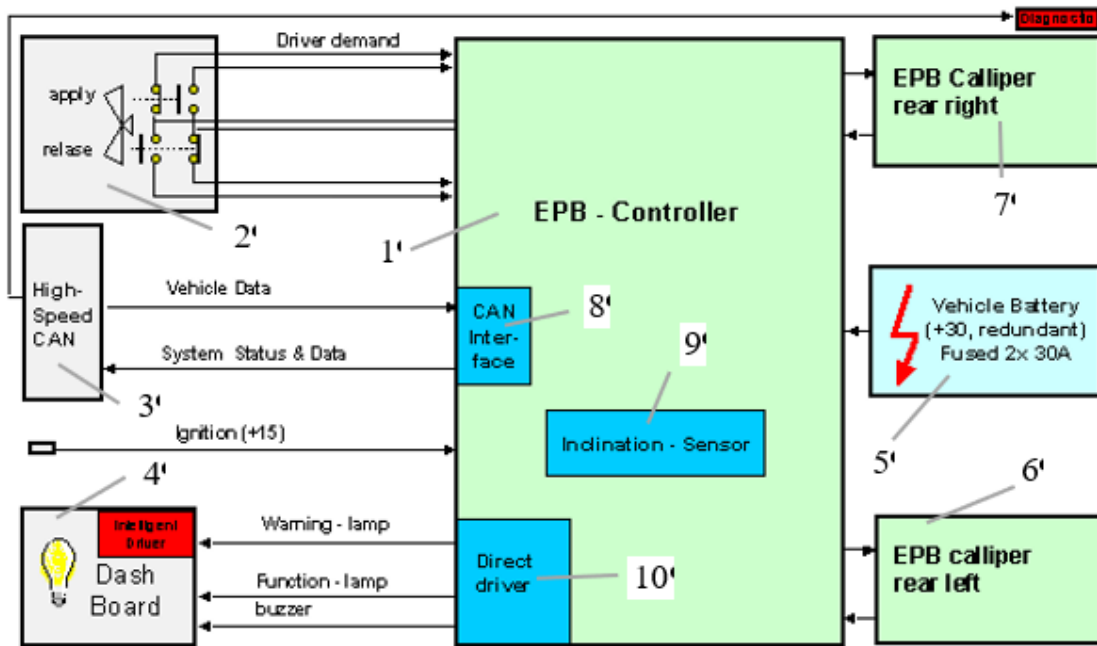 Diagnostic
Driver demand
apply
relase
2'
EPB - Controller
1'
EPB Calliper
rear right
7'
High-
Speed
CAN
3'
Vehicle Data
System Status & Data
CAN
Inter-
face
8'
9'
Inclination - Sensor
Vehicle Battery
(+30, redundant)
Fused 2x 30A
5'
Ignition (+15)
4'
Intelligent
Driver
Dash
Board
Warning - lamp
Function - lamp
buzzer
Direct
driver
10'
6'
EPB calliper
rear left